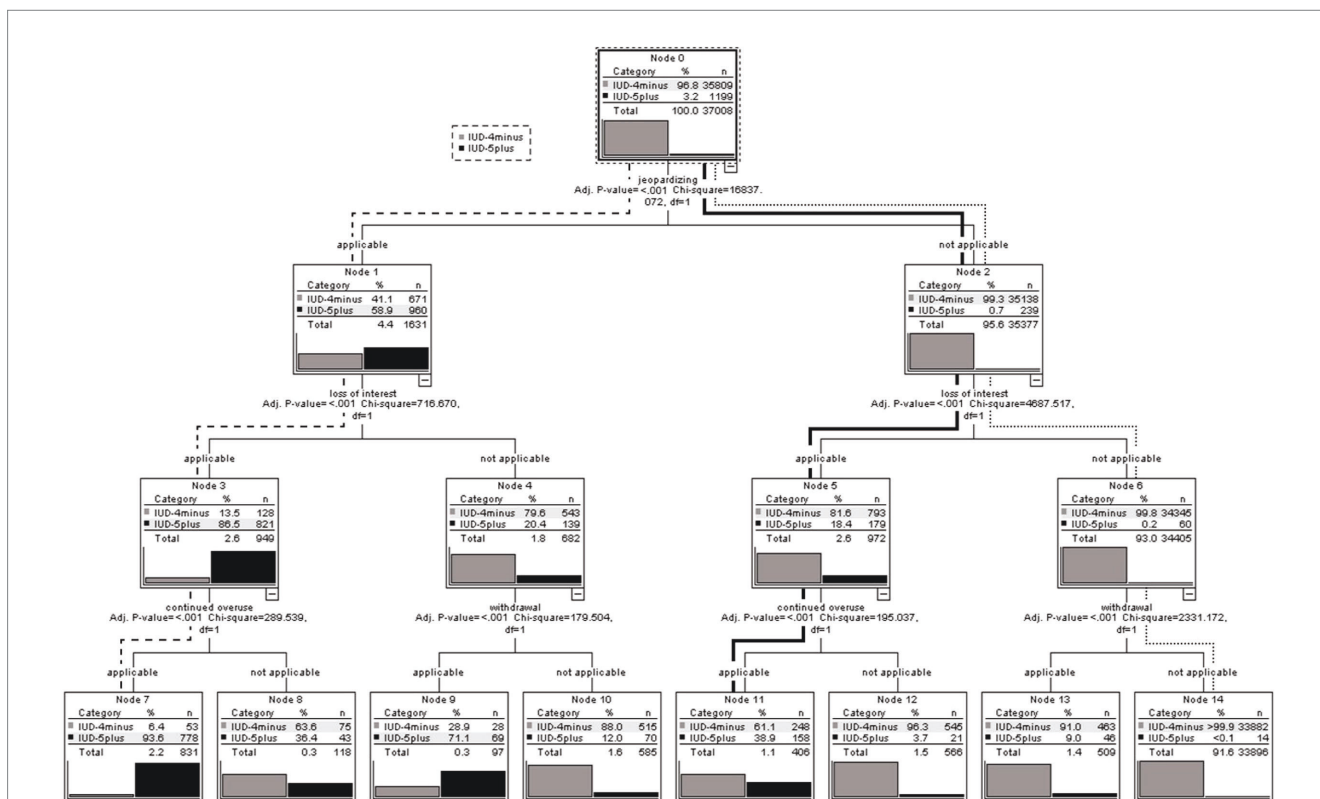 Node 0
Category % n
IUD-4minus 96.8 35809
IUD-5plus 3.2 1199
Total 100.0 37008
IUD-4minus
IUD-5plus
jeopardizing
Adj. P-value=<.001 Chi-square=16837.
072, df=1
applicable
not applicable
Node 1
Category % n
IUD-4minus 41.1 671
IUD-5plus 58.9 960
Total 4.4 1631
Node 2
Category % n
IUD-4minus 99.3 35138
IUD-5plus 0.7 239
Total 95.6 35377
loss of interest
Adj. P-value=<.001 Chi-square=716.670,
df=1
loss of interest
Adj. P-value=<.001 Chi-square=4687.517,
df=1
applicable
not applicable
applicable
not applicable
Node 3
Category % n
IUD-4minus 13.5 128
IUD-5plus 86.5 821
Total 2.6 949
Node 4
Category % n
IUD-4minus 79.6 543
IUD-5plus 20.4 139
Total 1.8 682
Node 5
Category % n
IUD-4minus 81.6 793
IUD-5plus 18.4 179
Total 2.6 972
Node 6
Category % n
IUD-4minus 99.8 34345
IUD-5plus 0.2 60
Total 93.0 34405
continued overuse
Adj. P-value=<.001 Chi-square=289.539,
df=1
withdrawal
Adj. P-value=<.001 Chi-square=179.504,
df=1
continued overuse
Adj. P-value=<.001 Chi-square=195.037,
df=1
withdrawal
Adj. P-value=<.001 Chi-square=2331.172,
df=1
applicable
not applicable
applicable
not applicable
applicable
not applicable
applicable
not applicable
Node 7
Category % n
IUD-4minus 6.4 53
IUD-5plus 93.6 778
Total 2.2 831
Node 8
Category % n
IUD-4minus 63.6 75
IUD-5plus 36.4 43
Total 0.3 118
Node 9
Category % n
IUD-4minus 28.9 28
IUD-5plus 71.1 69
Total 0.3 97
Node 10
Category % n
IUD-4minus 88.0 515
IUD-5plus 12.0 70
Total 1.6 585
Node 11
Category % n
IUD-4minus 61.1 248
IUD-5plus 38.9 158
Total 1.1 406
Node 12
Category % n
IUD-4minus 96.3 545
IUD-5plus 3.7 21
Total 1.5 566
Node 13
Category % n
IUD-4minus 91.0 463
IUD-5plus 9.0 46
Total 1.4 509
Node 14
Category % n
IUD-4minus >99.9 33882
IUD-5plus <0.1 14
Total 91.6 33896